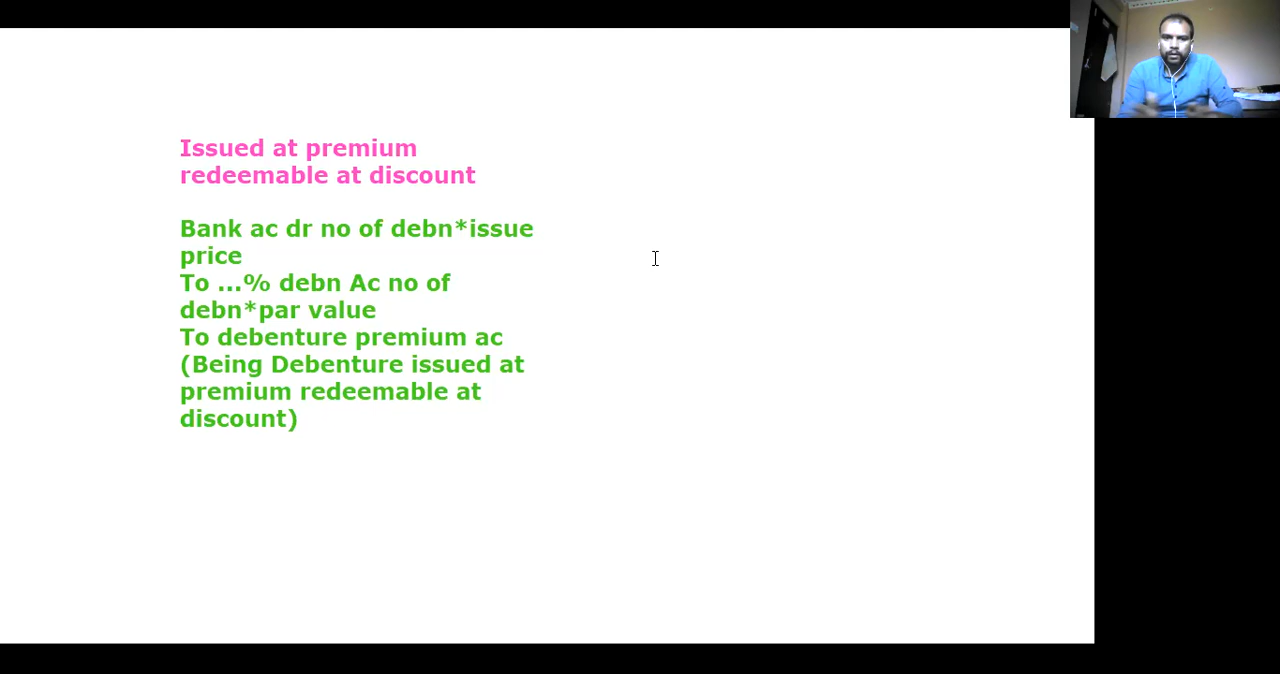 Issued at premium
redeemable at discount
Bank ac dr no of debn*issue
price
To ...% debn Ac no of
debn*par value
To debenture premium ac
(Being Debenture issued at
premium redeemable at
discount)